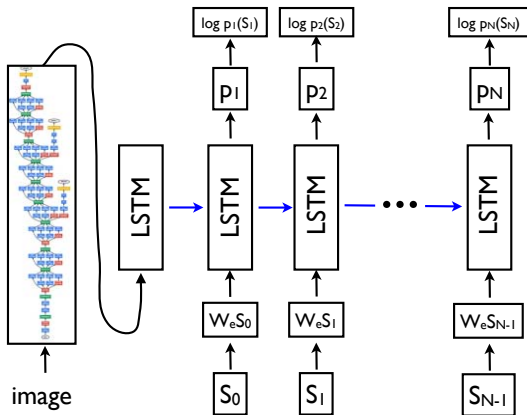 log p₁(S₁) log p₂(S₂) log pN(SN)
p₁ p₂ pN
LSTM LSTM LSTM ••• LSTM
WeS₀ WeS₁ WeSN-1
image S₀ S₁ SN-1